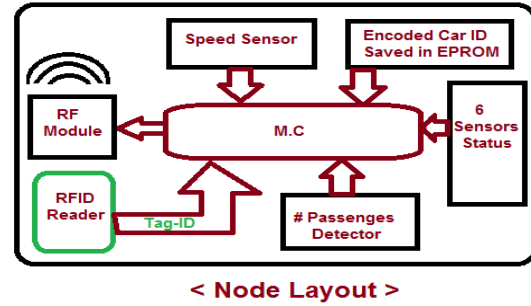 Speed Sensor
Encoded Car ID
Saved in EPROM
RF
Module
M.C
6
Sensors
Status
RFID
Reader
Tag-ID
# Passenges
Detector
< Node Layout >